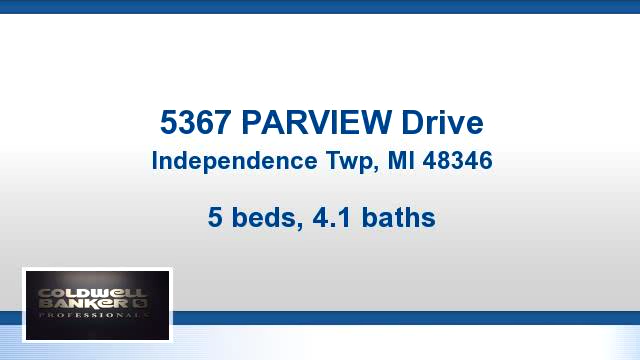 5367 PARVIEW Drive
Independence Twp, MI 48346
5 beds, 4.1 baths
COLDWELL
BANKER
PROFESSIONALS